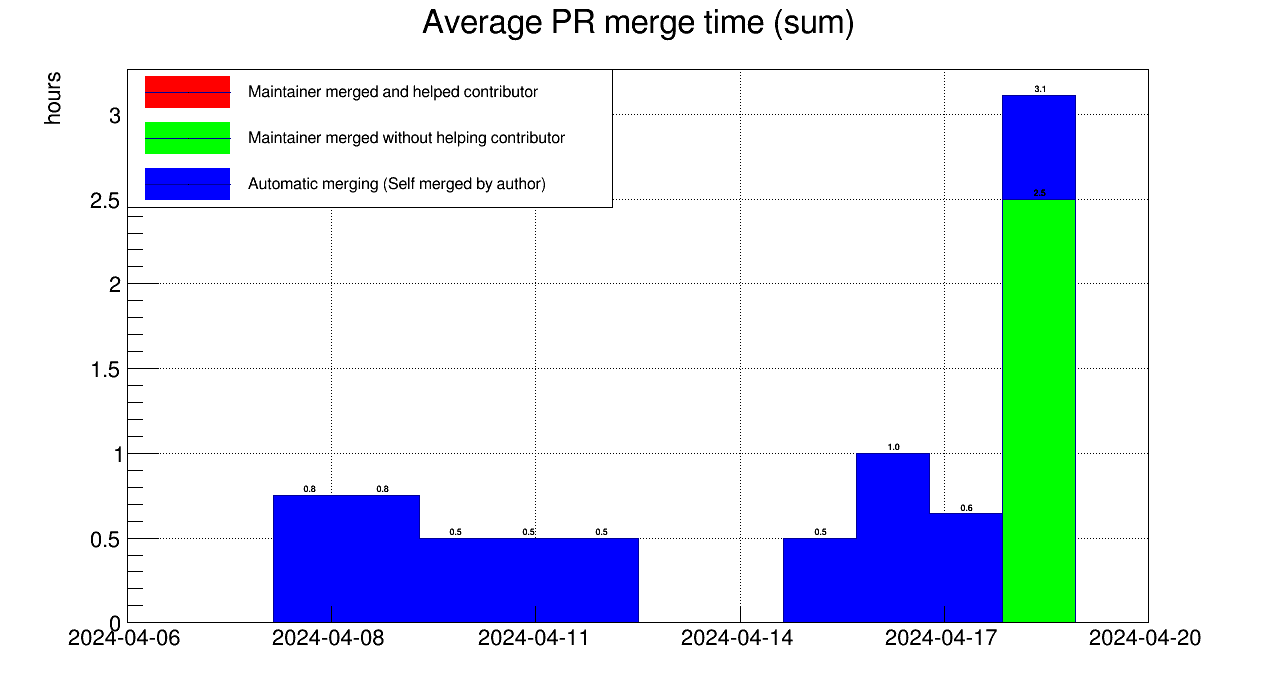 Average PR merge time (sum)
hours
Maintainer merged and helped contributor
Maintainer merged without helping contributor
Automatic merging (Self merged by author)
3
2.5
2
1.5
1
0.5
0
3.1
2.5
1.0
0.8 0.8
0.6
0.5 0.5 0.5 0.5
2024-04-06 2024-04-08 2024-04-11 2024-04-14 2024-04-17 2024-04-20